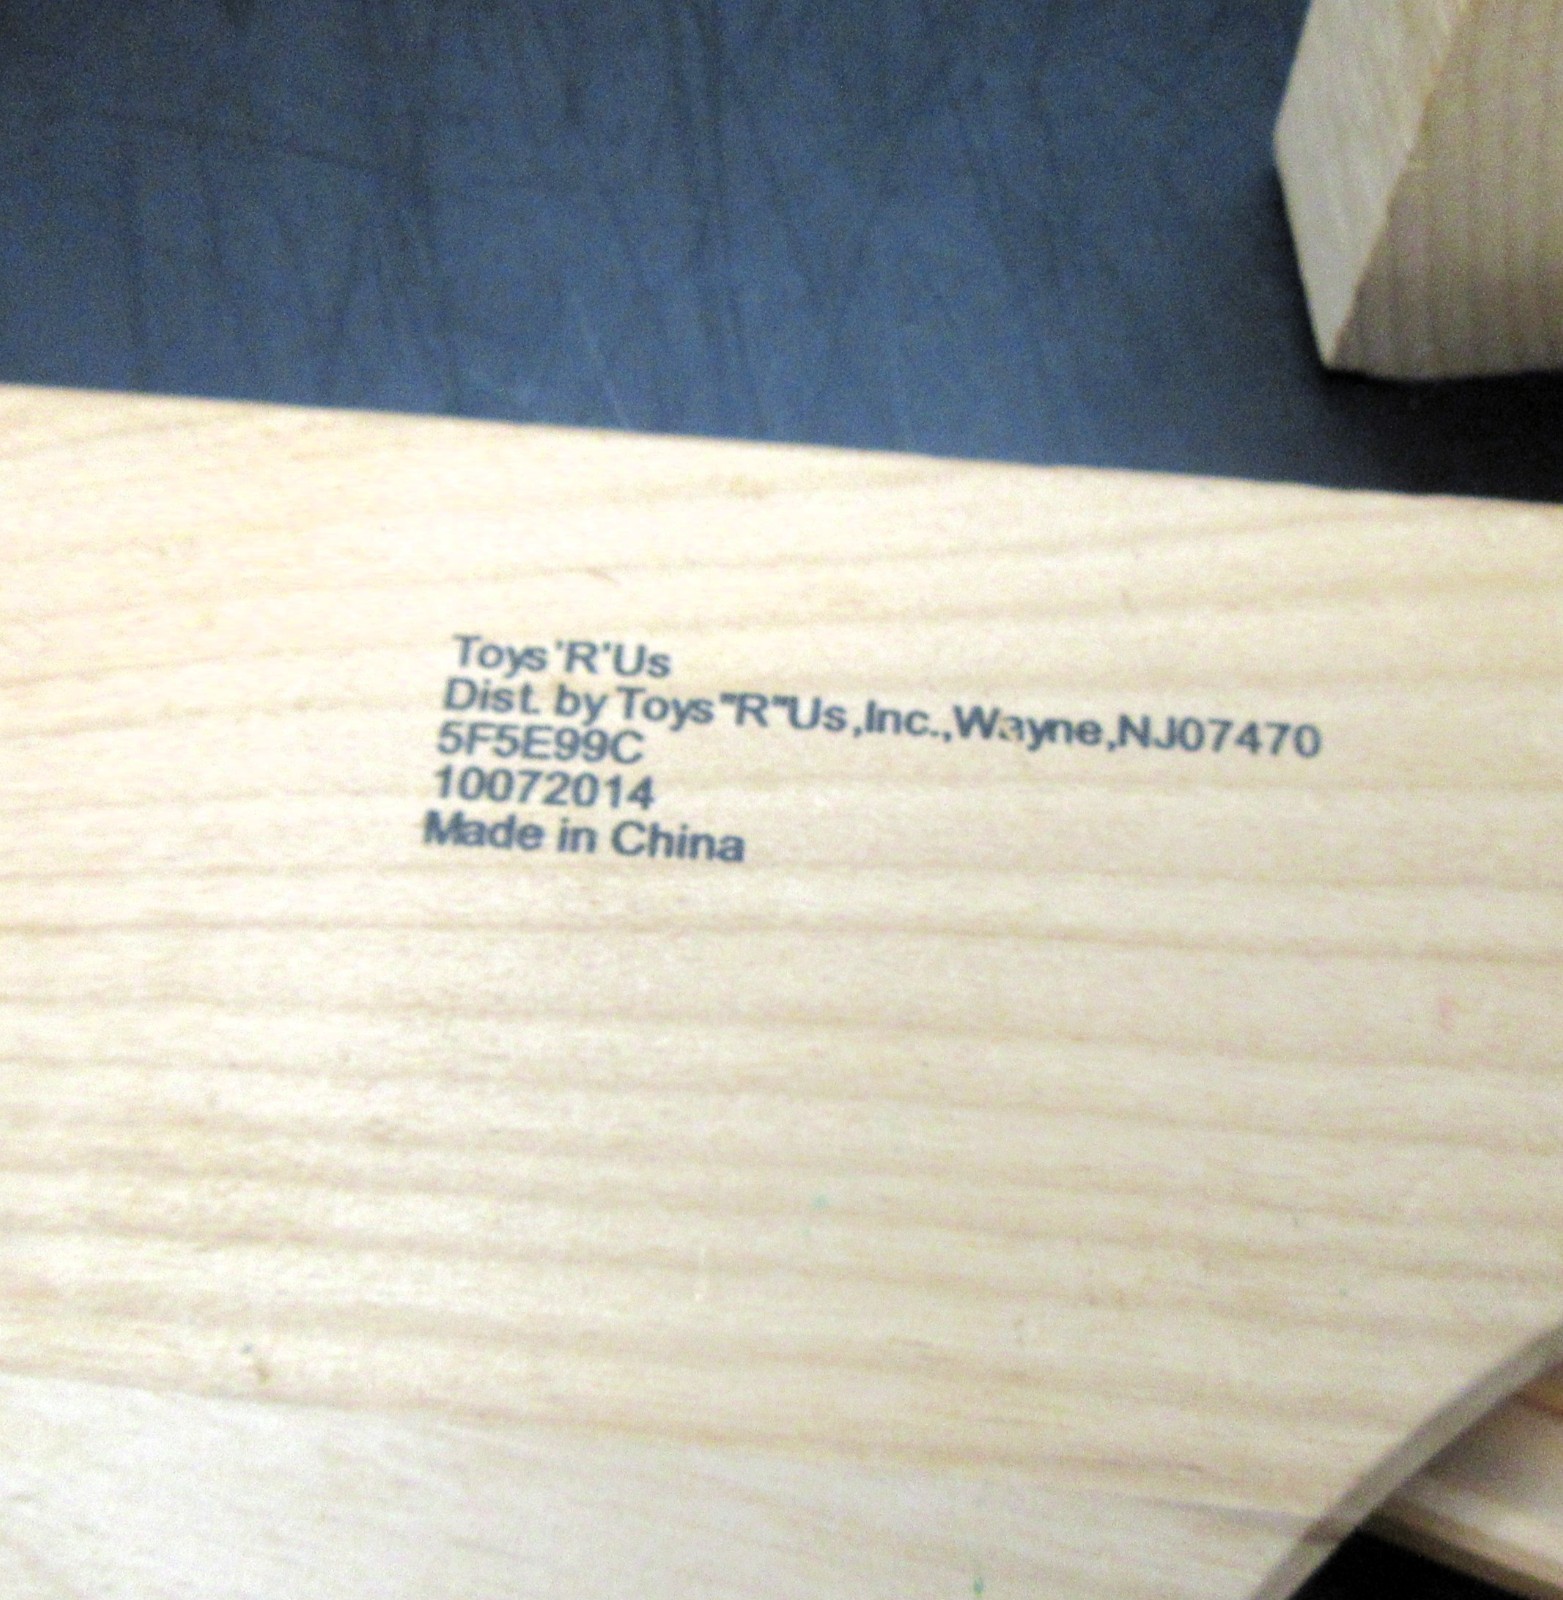 Toys'R'Us
Dist. by Toys"R"Us,Inc.,Wayne,NJ07470
5F5E99C
10072014
Made in China